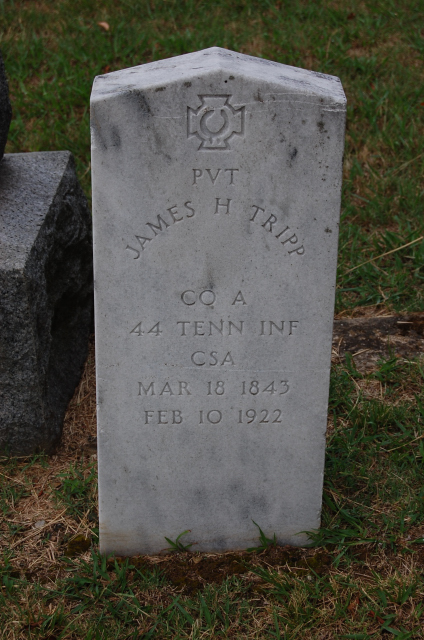 PVT
JAMES H TRIPP
CO A
44 TENN INF
CSA
MAR 18 1843
FEB 10 1922